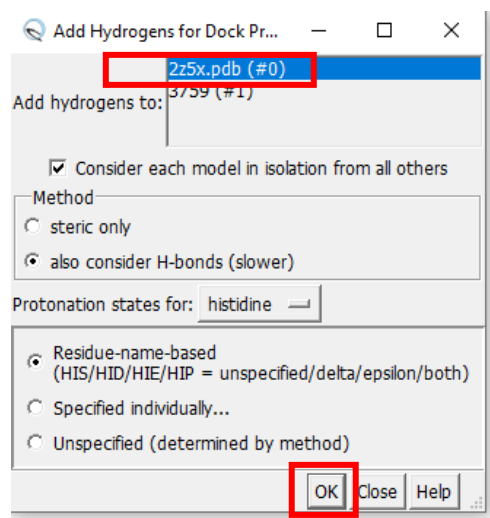 Add Hydrogens for Dock Pr...
2z5x.pdb (#0)
Add hydrogens to: 3759 (#1)
Consider each model in isolation from all others
Method
steric only
also consider H-bonds (slower)
Protonation states for: histidine
Residue-name-based
(HIS/HID/HIE/HIP = unspecified/delta/epsilon/both)
Specified individually...
Unspecified (determined by method)
OK Close Help